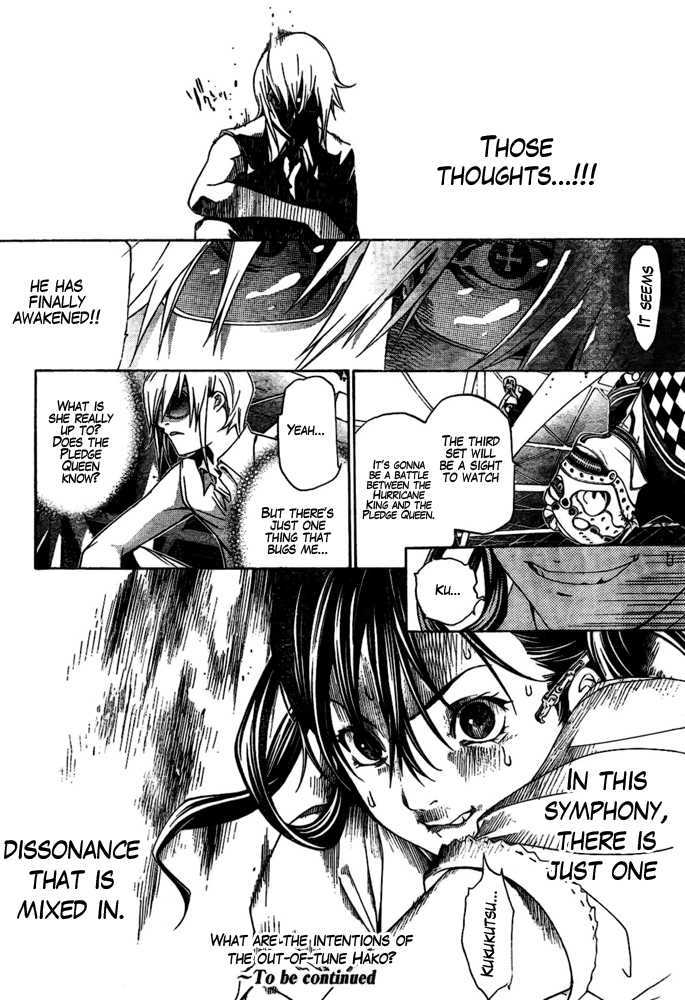 THOSE
THOUGHTS...!!!
IT SEEMS
HE HAS
FINALLY
AWAKENED!!
THE THIRD
SET WILL
BE A SIGHT
TO WATCH
IT'S GONNA
BE A BATTLE
BETWEEN THE
HURRICANE
KING AND THE
PLEDGE QUEEN.
YEAH...
BUT THERE'S
JUST ONE
THING THAT
BUGS ME...
WHAT IS
SHE REALLY
UP TO?
DOES THE
PLEDGE
QUEEN
KNOW?
KU...
IN THIS
SYMPHONY,
THERE IS
JUST ONE
DISSONANCE
THAT IS
MIXED IN.
KUKUKUTSU...
WHAT ARE THE INTENTIONS OF
THE OUT-OF-TUNE HAKO?
~To be continued